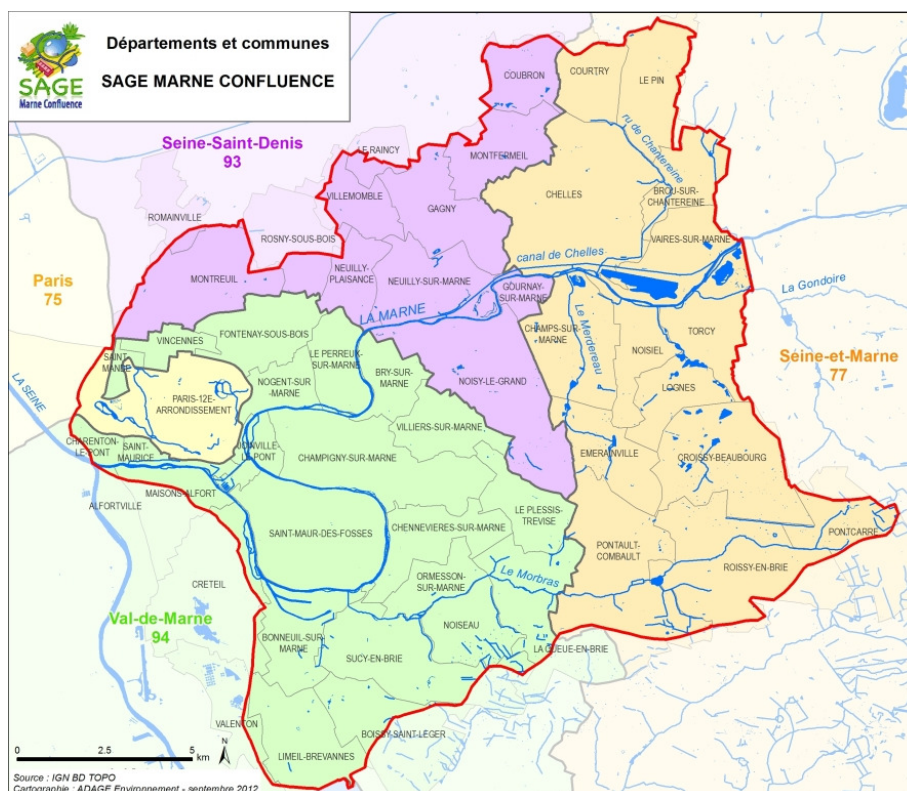 Départements et communes
SAGE MARNE CONFLUENCE
SAGE
Marne Confluence
COUBRON
COURTRY
LE PIN
Seine-Saint-Denis
93
LE RAINCY
MONTFERMEIL
ru de Chantereine
VILLEMOMBLE
GAGNY
CHELLES
BROU-SUR-
CHANTEREINE
ROMAINVILLE
ROSNY-SOUS-BOIS
VAIRES-SUR-MARNE
canal de Chelles
Paris
75
MONTREUIL
NEUILLY-
PLAISANCE
NEUILLY-SUR-MARNE
GOURNAY-
SUR-MARNE
La Gondoire
LA MARNE
Le Merdereau
CHAMPS-SUR-
MARNE
TORCY
NOISIEL
Seine-et-Marne
77
FONTENAY-SOUS-BOIS
VINCENNES
SAINT-
MANDE
LE PERREUX-
SUR-MARNE
BRY-SUR-
MARNE
NOISY-LE-GRAND
LOGNES
LA SEINE
PARIS-12E-
ARRONDISSEMENT
NOGENT-SUR
-MARNE
VILLIERS-SUR-MARNE
CHARENTON-
LE-PONT
SAINT-
MAURICE
JOINVILLE-
LE-PONT
CHAMPIGNY-SUR-MARNE
EMERAINVILLE
CROISSY-BEAUBOURG
MAISONS-ALFORT
ALFORTVILLE
SAINT-MAUR-DES-FOSSES
CHENNEVIERES-SUR-MARNE
LE PLESSIS-
TREVISE
PONTCARRE
PONTAULT-
COMBAULT
ROISSY-EN-BRIE
CRETEIL
ORMESSON-
SUR-MARNE
Le Morbras
Val-de-Marne
94
NOISEAU
BONNEUIL-SUR
MARNE
SUCY-EN-BRIE
LA QUEUE-EN-BRIE
VALENTON
BOISSY-SAINT-LEGER
LIMEIL-BREVANNES
0 2.5 5
km
N
Source : IGN BD TOPO
Cartographie : ADAGE Environnement - septembre 2012